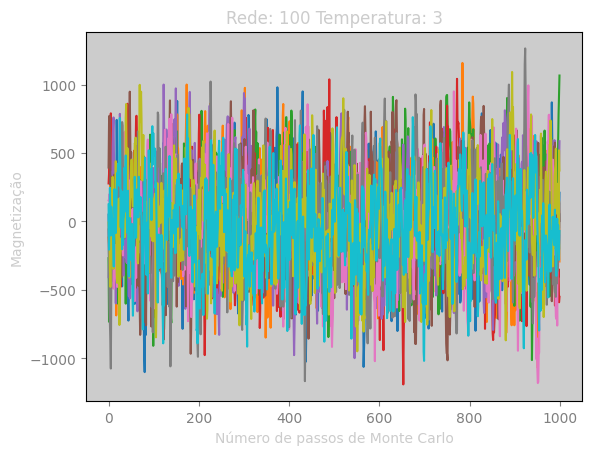 Rede: 100 Temperatura: 3
Magnetização
1000
500
0
−500
−1000
0 200 400 600 800 1000
Número de passos de Monte Carlo